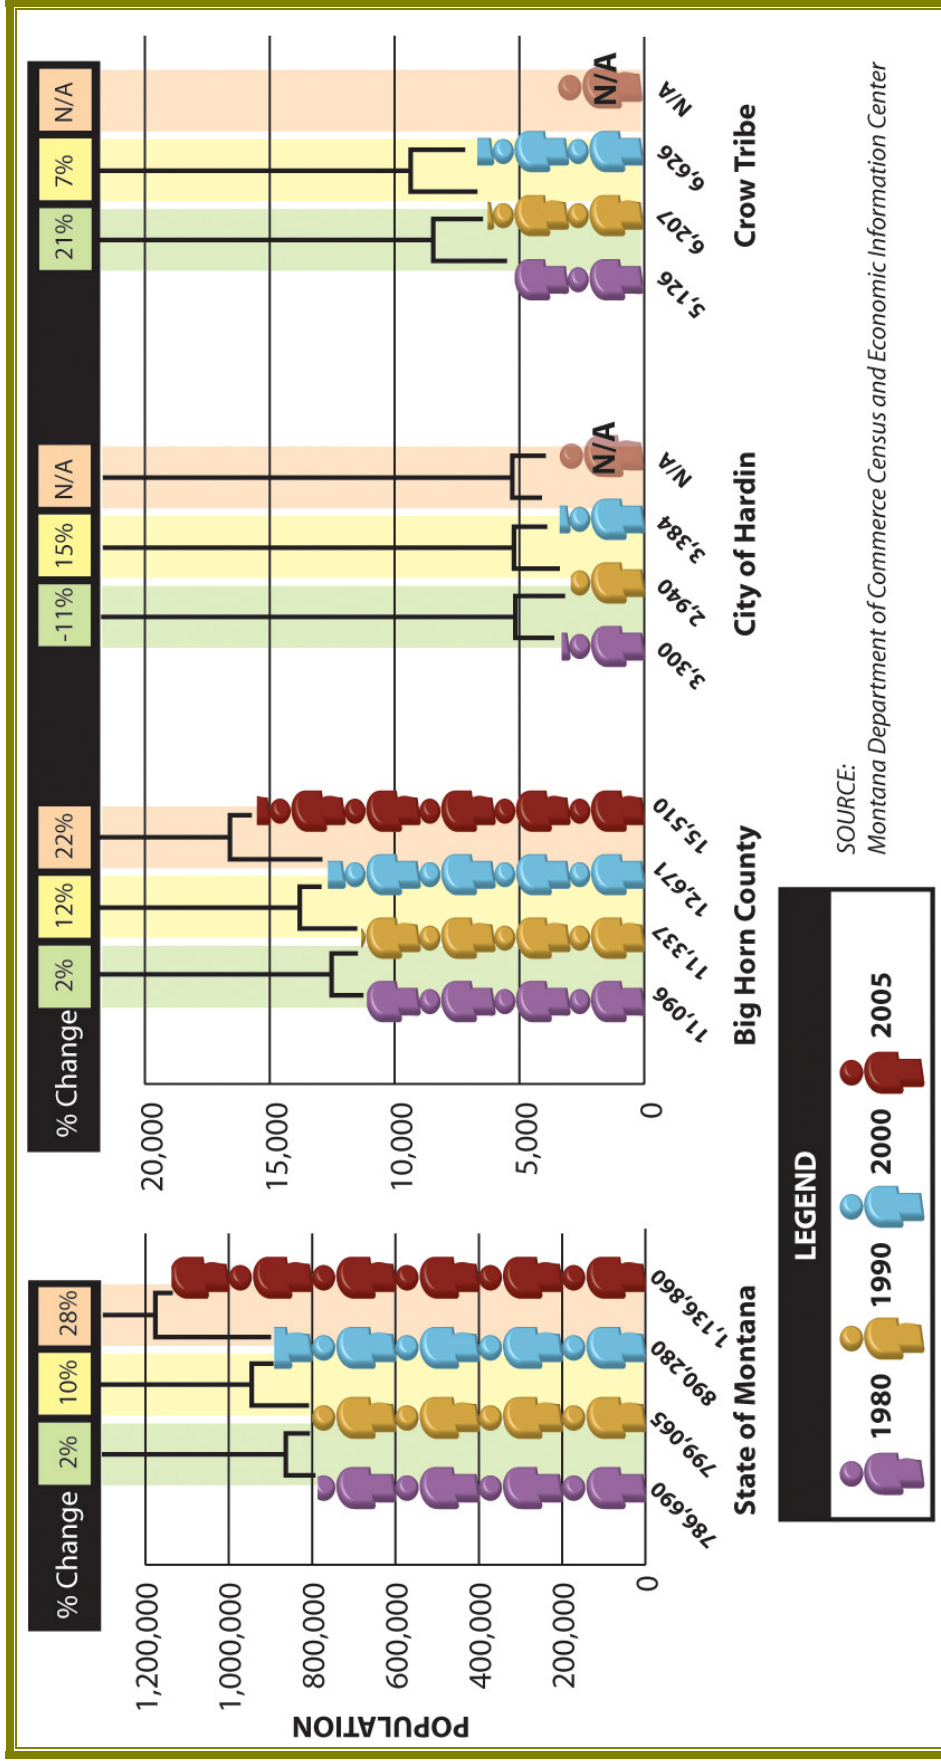 % Change 2% 10% 28%
% Change 2% 12% 22% -11% 15% N/A 21% 7% N/A
POPULATION
1,200,000
1,000,000
800,000
600,000
400,000
200,000
0
20,000
15,000
10,000
5,000
0
N/A
N/A
786,690 799,065 890,280 1,136,860
11,096 11,337 12,671 15,510
3,300 2,940 3,384 N/A
5,126 6,207 6,626 N/A
State of Montana
Big Horn County
City of Hardin
Crow Tribe
LEGEND
1980 1990 2000 2005
SOURCE:
Montana Department of Commerce Census and Economic Information Center